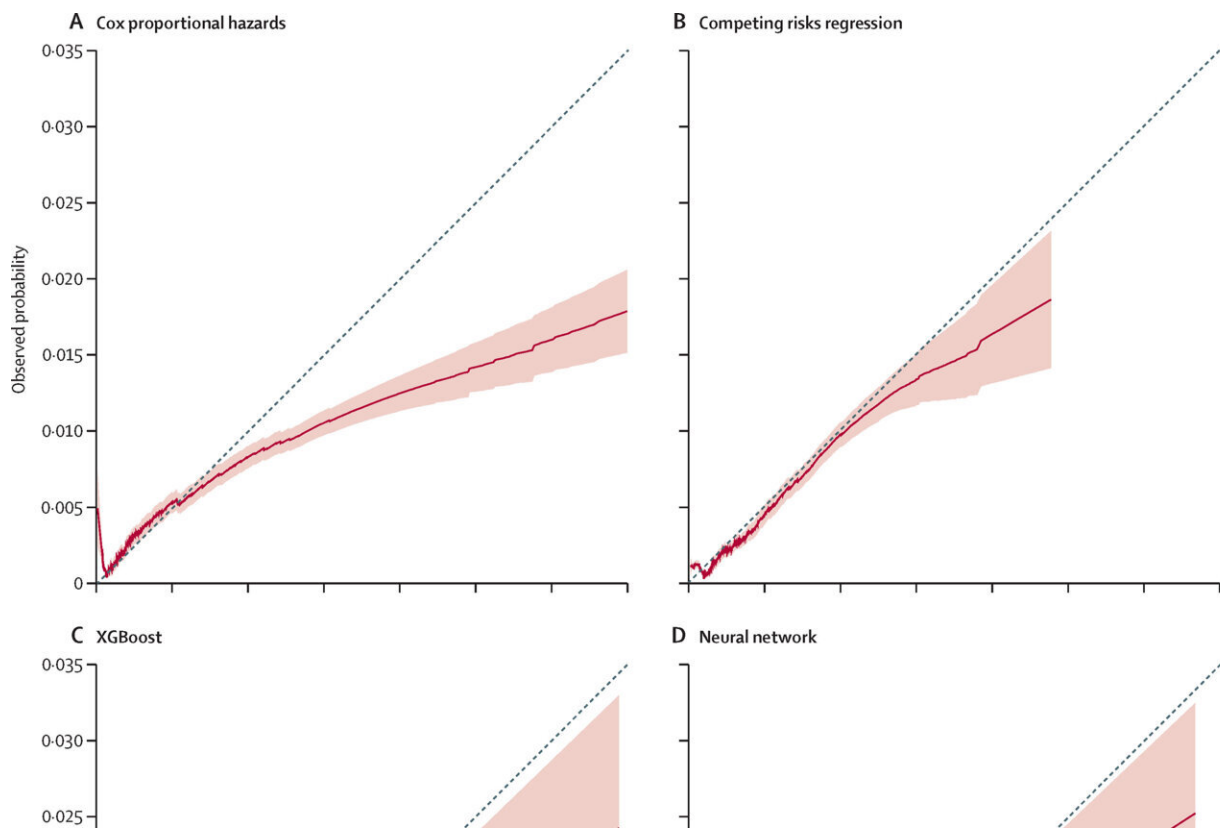 A Cox proportional hazards
B Competing risks regression
0·035
0·030
0·025
0·020
0·015
0·010
0·005
0
Observed probability
C XGBoost
D Neural network
0·035
0·030
0·025